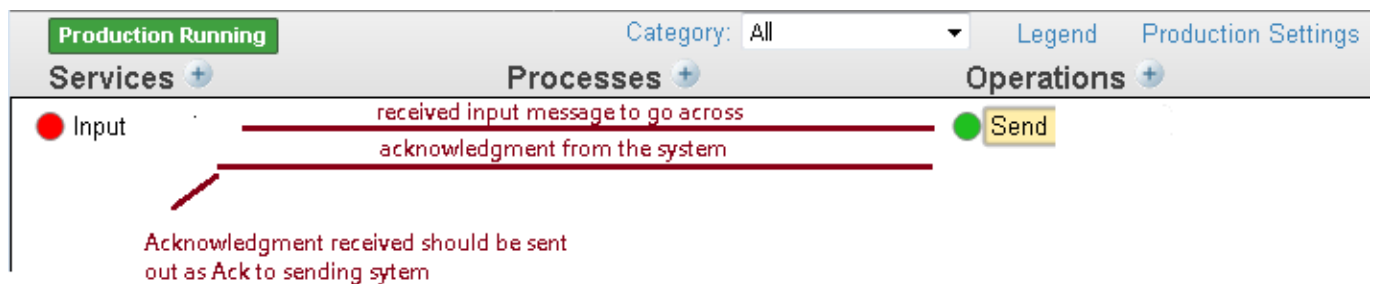 Production Running Category: All Legend Production Settings
Services + Processes + Operations +
received input message to go across
Input Send
acknowledgment from the system
Acknowledgment received should be sent
out as Ack to sending sytem